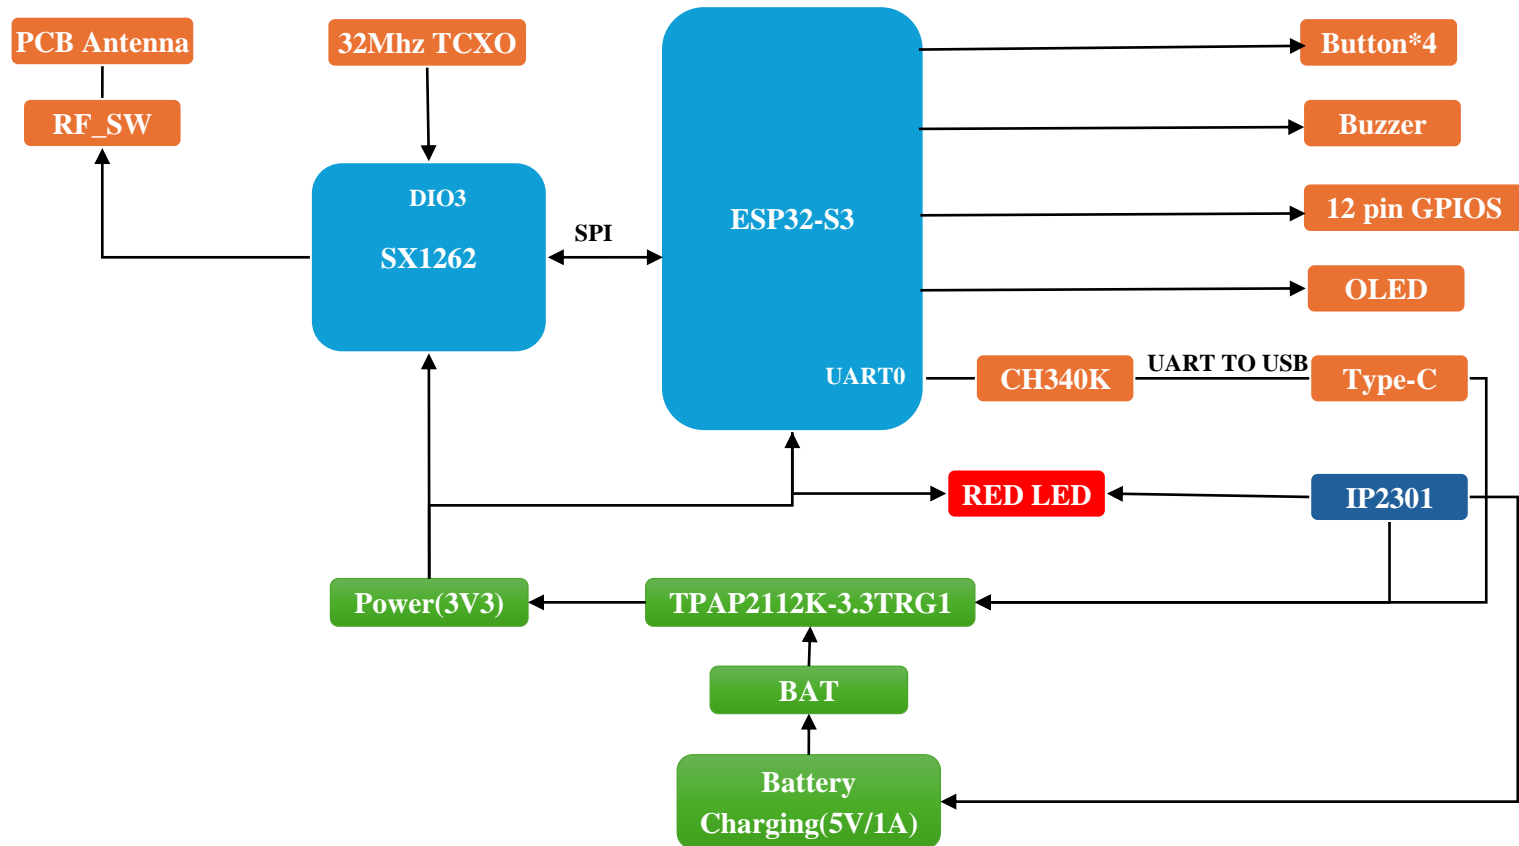 PCB Antenna
32Mhz TCXO
Button*4
RF_SW
Buzzer
DIO3
ESP32-S3
12 pin GPIOS
SPI
SX1262
OLED
UART0
CH340K
UART TO USB
Type-C
RED LED
IP2301
Power(3V3)
TPAP2112K-3.3TRG1
BAT
Battery
Charging(5V/1A)